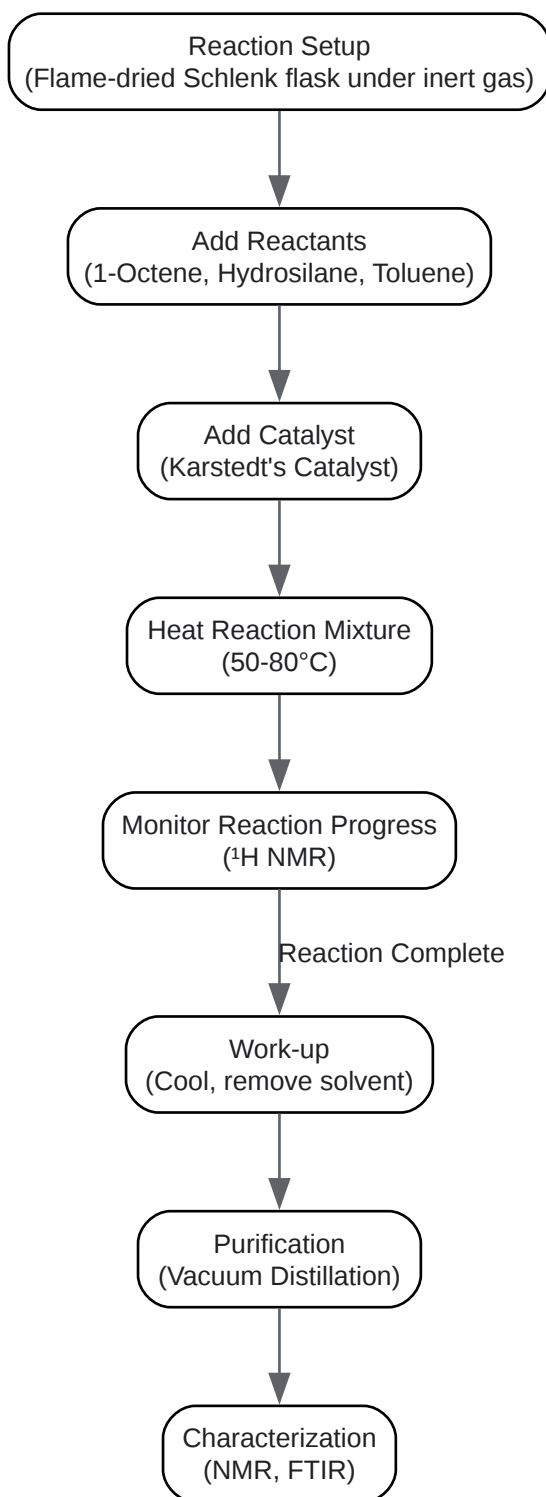 Reaction Setup
(Flame-dried Schlenk flask under inert gas)
Add Reactants
(1-Octene, Hydrosilane, Toluene)
Add Catalyst
(Karstedt's Catalyst)
Heat Reaction Mixture
(50-80°C)
Monitor Reaction Progress
(¹H NMR)
Reaction Complete
Work-up
(Cool, remove solvent)
Purification
(Vacuum Distillation)
Characterization
(NMR, FTIR)